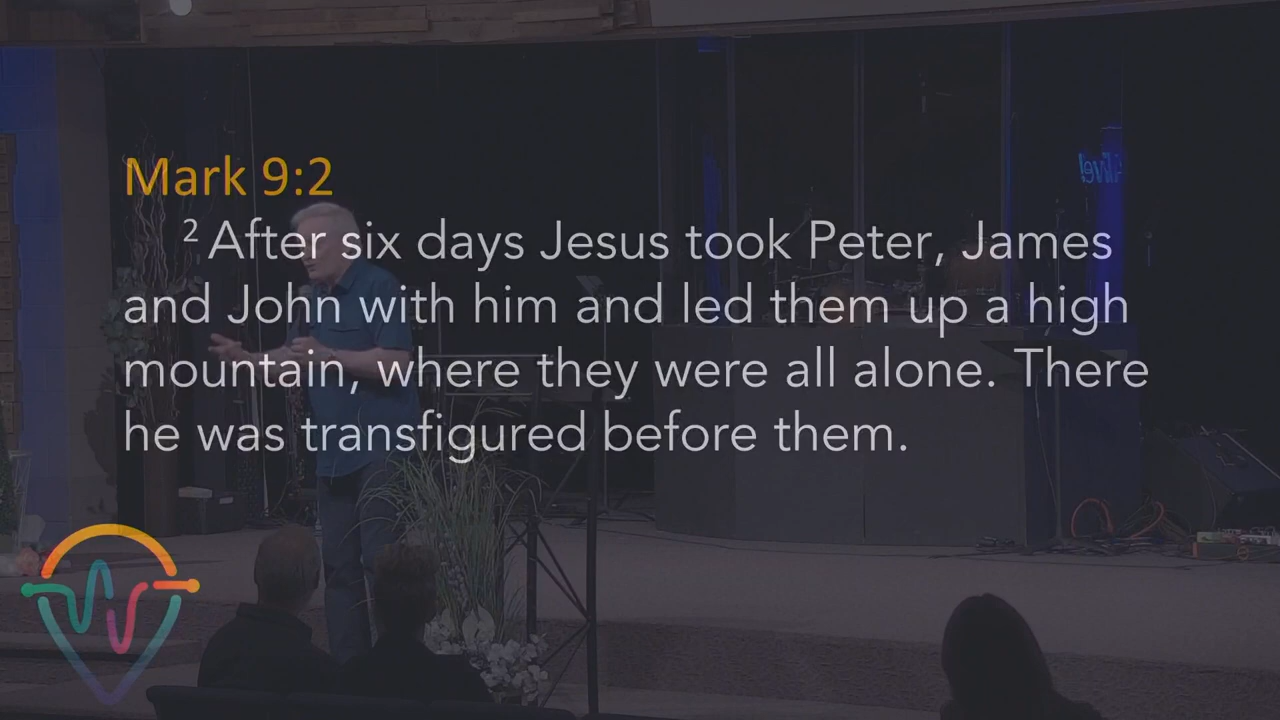 Mark 9:2
² After six days Jesus took Peter, James
and John with him and led them up a high
mountain, where they were all alone. There
he was transfigured before them.